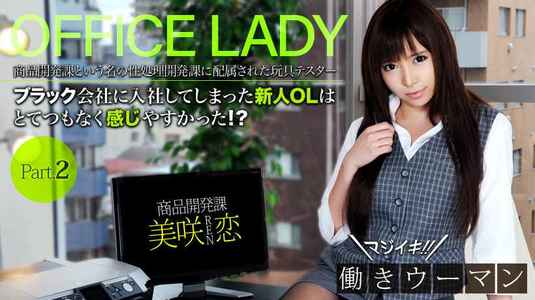 OFFICE LADY
商品開発課という名の性処理開発課に配属された玩具テスター
ブラック会社に入社してしまった新人OLは
とてつもなく感じやすかった!?
Part.2
商品開発課
美咲恋
REN
マジイキ!!
働きウーマン